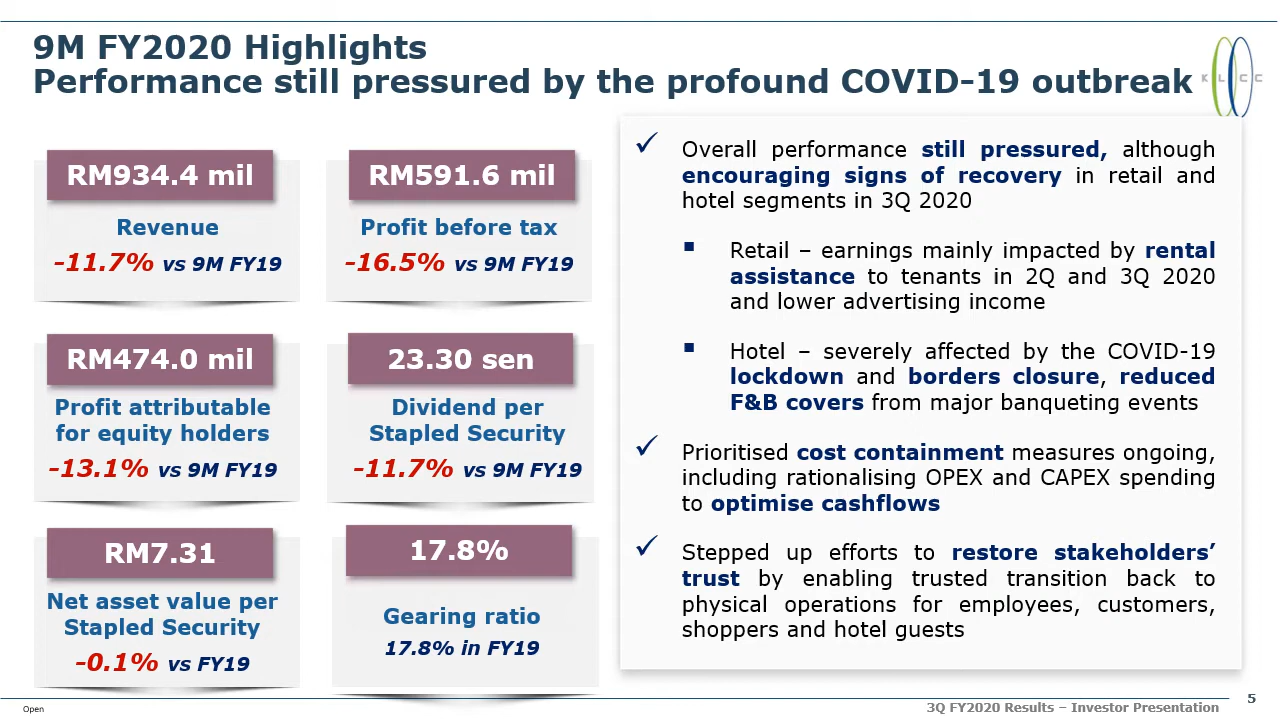 9M FY2020 Highlights
Performance still pressured by the profound COVID-19 outbreak
KLCC
RM934.4 mil
Revenue
-11.7% vs 9M FY19
RM591.6 mil
Profit before tax
-16.5% vs 9M FY19
RM474.0 mil
Profit attributable
for equity holders
-13.1% vs 9M FY19
23.30 sen
Dividend per
Stapled Security
-11.7% vs 9M FY19
RM7.31
Net asset value per
Stapled Security
-0.1% vs FY19
17.8%
Gearing ratio
17.8% in FY19
✓ Overall performance still pressured, although
encouraging signs of recovery in retail and
hotel segments in 3Q 2020
▪ Retail – earnings mainly impacted by rental
assistance to tenants in 2Q and 3Q 2020
and lower advertising income
▪ Hotel – severely affected by the COVID-19
lockdown and borders closure, reduced
F&B covers from major banqueting events
✓ Prioritised cost containment measures ongoing,
including rationalising OPEX and CAPEX spending
to optimise cashflows
✓ Stepped up efforts to restore stakeholders’
trust by enabling trusted transition back to
physical operations for employees, customers,
shoppers and hotel guests
Open
3Q FY2020 Results – Investor Presentation
5